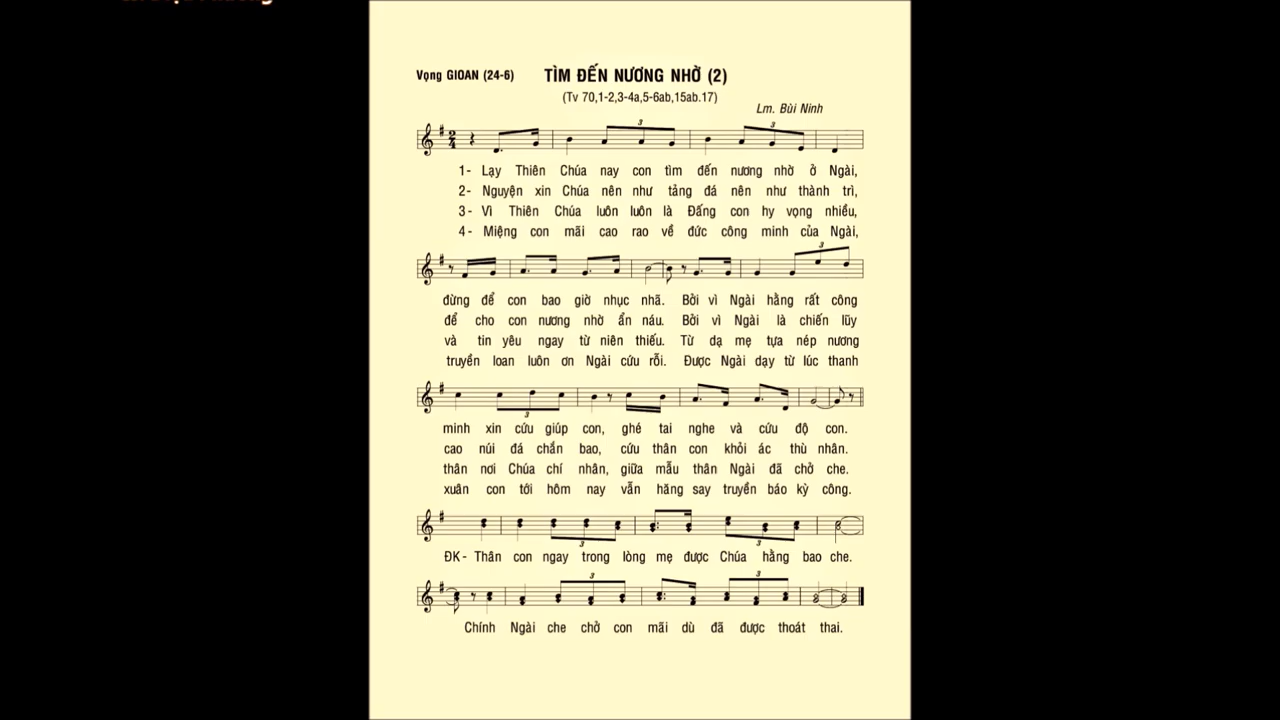 Vọng GIOAN (24-6) TÌM ĐẾN NƯƠNG NHỜ (2)
(Tv 70,1-2,3-4a,5-6ab,15ab.17)
Lm. Bùi Ninh
3 3
1- Lạy Thiên Chúa nay con tìm đến nương nhờ ở Ngài,
2- Nguyện xin Chúa nên như tảng đá nên như thành trì,
3- Vì Thiên Chúa luôn luôn là Đấng con hy vọng nhiều,
4- Miệng con mãi cao rao về đức công minh của Ngài,
3
đừng để con bao giờ nhục nhã. Bởi vì Ngài hằng rất công
để cho con nương nhờ ẩn náu. Bởi vì Ngài là chiến lũy
và tin yêu ngay từ niên thiếu. Từ dạ mẹ tựa nép nương
truyền loan luôn ơn Ngài cứu rỗi. Được Ngài dạy từ lúc thanh
3
minh xin cứu giúp con, ghé tai nghe và cứu độ con.
cao núi đá chắn bao, cứu thân con khỏi ác thù nhân.
thân nơi Chúa chí nhân, giữa mẫu thân Ngài đã chở che.
xuân con tới hôm nay vẫn hăng say truyền báo kỳ công.
3 3
ĐK- Thân con ngay trong lòng mẹ được Chúa hằng bao che.
3 3
Chính Ngài che chở con mãi dù đã được thoát thai.